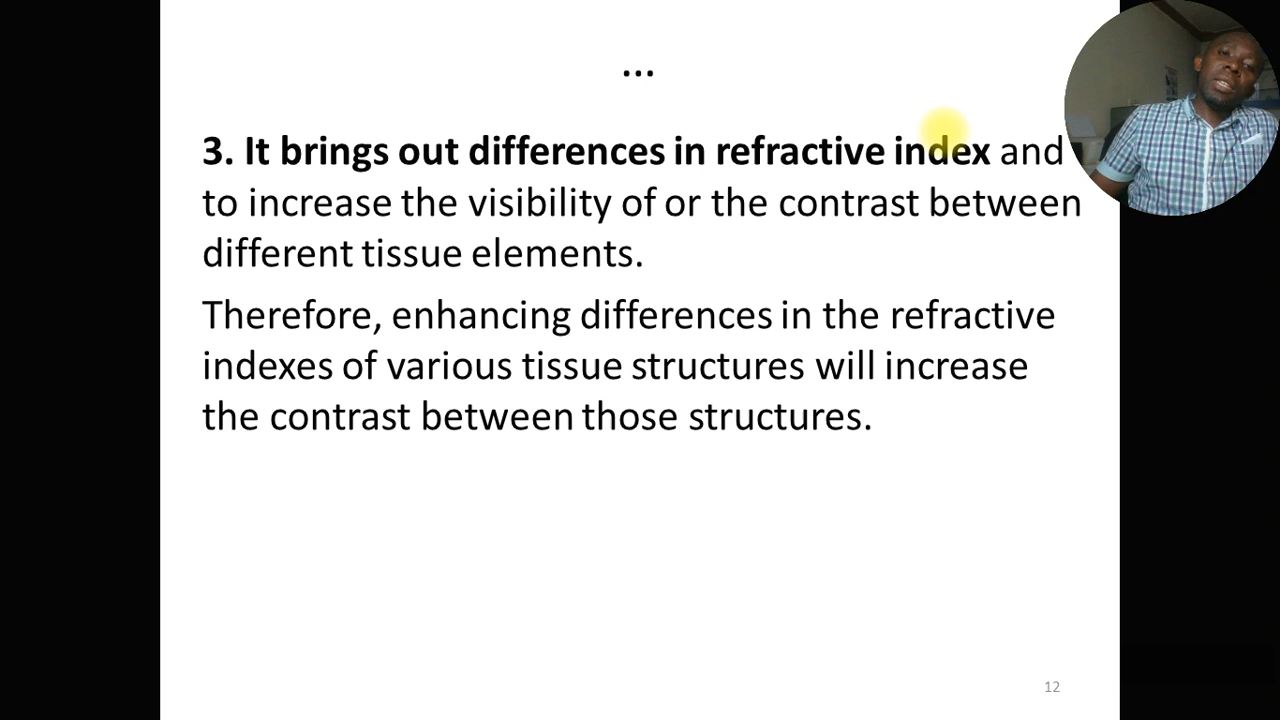 ...
3. It brings out differences in refractive index and
to increase the visibility of or the contrast between
different tissue elements.
Therefore, enhancing differences in the refractive
indexes of various tissue structures will increase
the contrast between those structures.
12